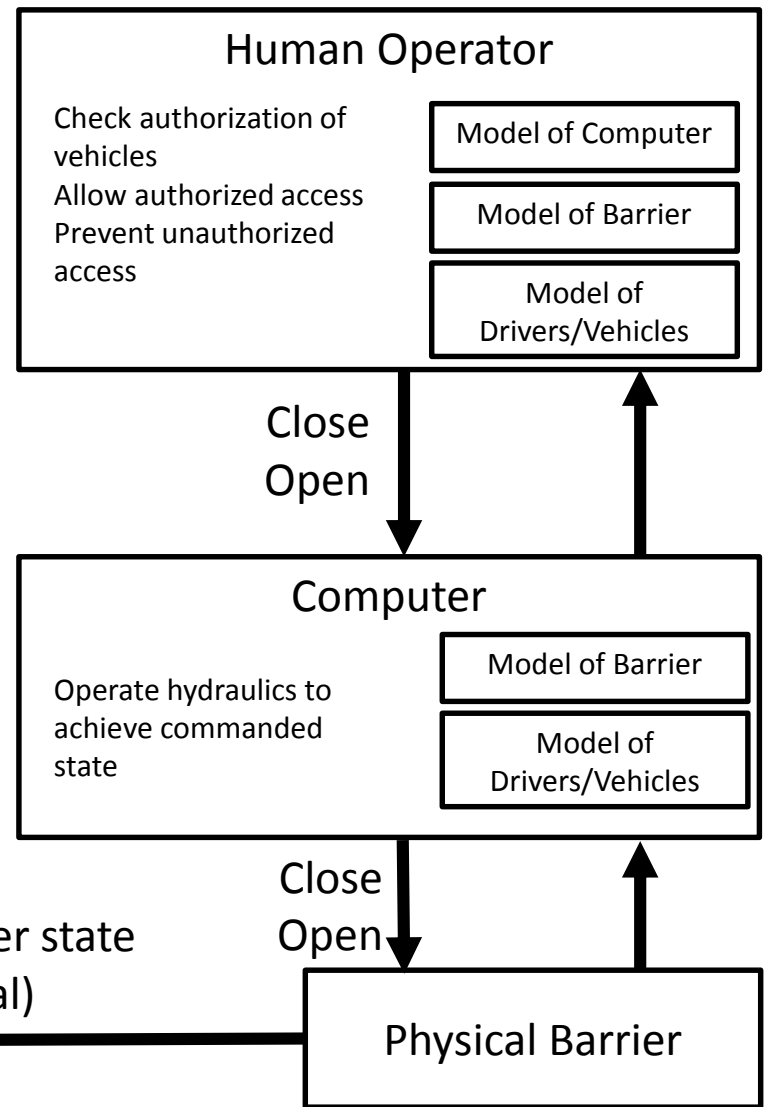 Human Operator
Check authorization of
vehicles
Allow authorized access
Prevent unauthorized
access
Model of Computer
Model of Barrier
Model of
Drivers/Vehicles
Close
Open
Computer
Operate hydraulics to
achieve commanded
state
Model of Barrier
Model of
Drivers/Vehicles
Close
Open
state
Physical Barrier